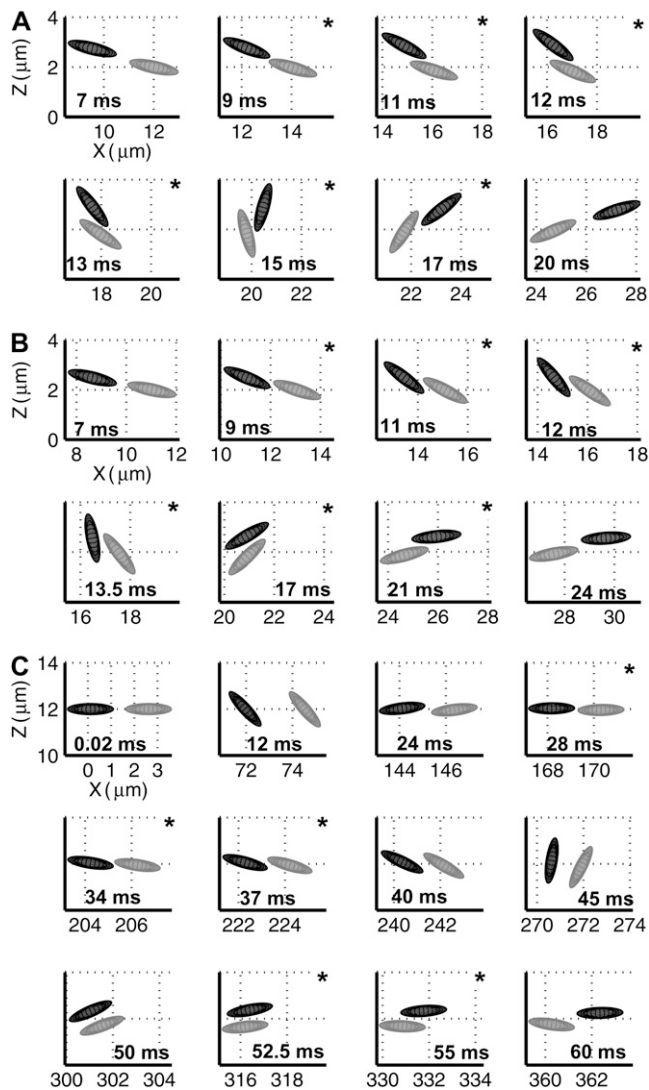 A
Z (μm)
4
2
0
7 ms
10 12
X (μm)
*
9 ms
12 14
*
11 ms
14 16 18
*
12 ms
16 18
*
13 ms
18 20
*
15 ms
20 22
*
17 ms
22 24
20 ms
24 26 28
B
Z (μm)
4
2
0
7 ms
8 10 12
X (μm)
*
9 ms
10 12 14
*
11 ms
14 16
*
12 ms
14 16 18
*
13.5 ms
16 18
*
17 ms
20 22 24
*
21 ms
24 26 28
24 ms
28 30
C
Z (μm)
14
12
10
0.02 ms
0 1 2 3
X (μm)
12 ms
72 74
24 ms
144 146
*
28 ms
168 170
*
34 ms
204 206
*
37 ms
222 224
40 ms
240 242
45 ms
270 272 274
50 ms
300 302 304
*
52.5 ms
316 318
*
55 ms
330 332 334
60 ms
360 362